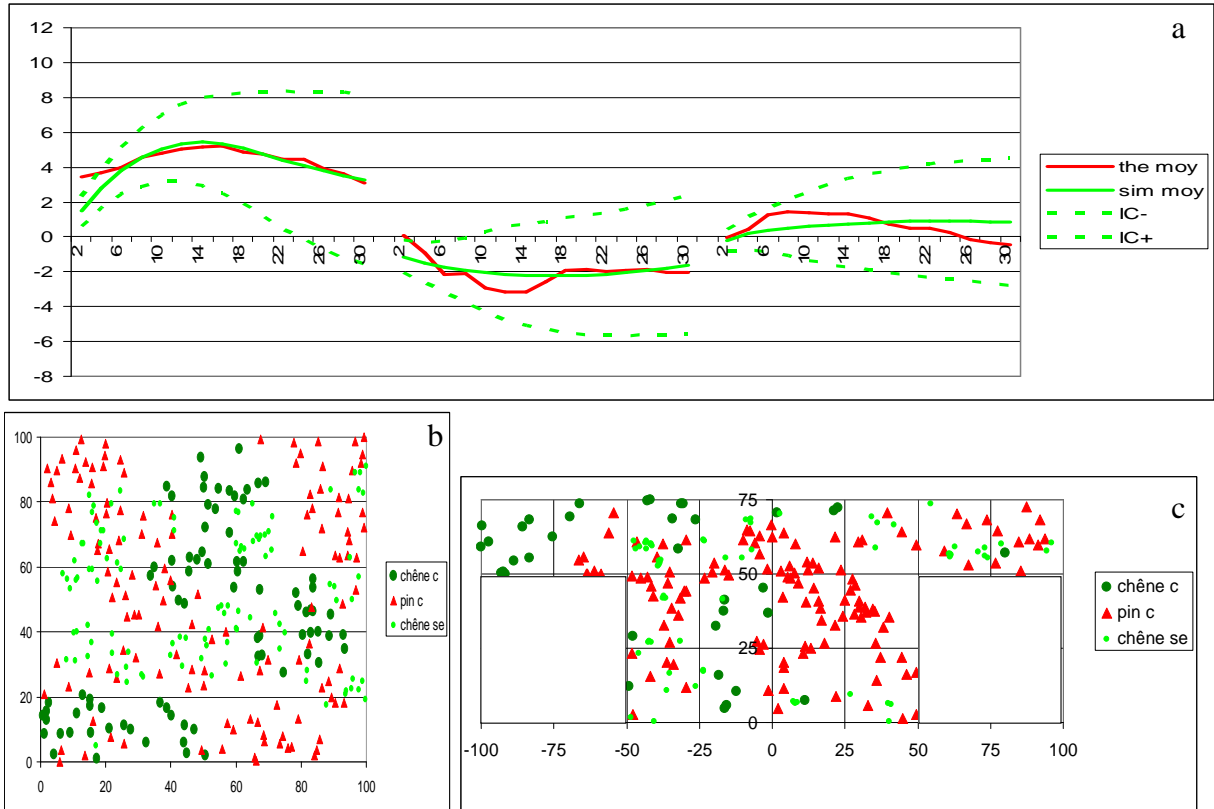 a
12
10
8
6
4
2
0
-2
-4
-6
-8
2 6 10 14 18 22 26 30 2 6 10 14 18 22 26 30 2 6 10 14 18 22 26 30
the moy
sim moy
IC-
IC+
b
100
80
60
40
20
0
0 20 40 60 80 100
chêne c
pin c
chêne se
c
75
50
25
0
-100 -75 -50 -25 0 25 50 75 100
chêne c
pin c
chêne se